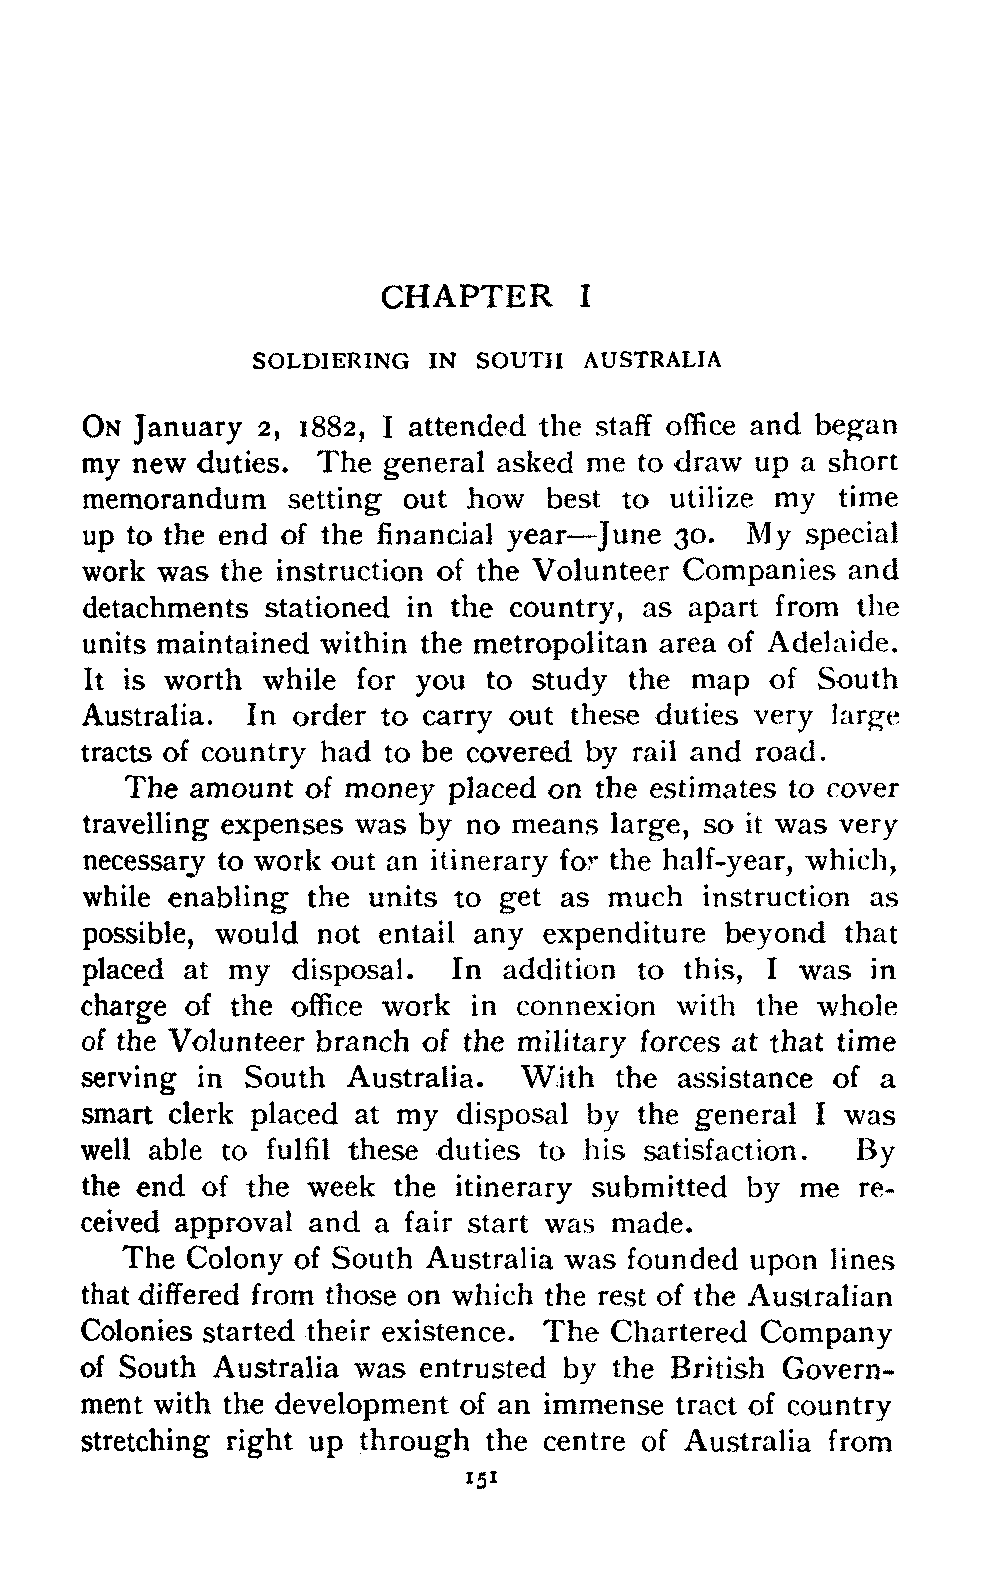 CHAPTER I
SOLDIERING IN SOUTH AUSTRALIA
ON January 2, 1882, I attended the staff office and began
my new duties. The general asked me to draw up a short
memorandum setting out how best to utilize my time
up to the end of the financial year—June 30. My special
work was the instruction of the Volunteer Companies and
detachments stationed in the country, as apart from the
units maintained within the metropolitan area of Adelaide.
It is worth while for you to study the map of South
Australia. In order to carry out these duties very large
tracts of country had to be covered by rail and road.
The amount of money placed on the estimates to cover
travelling expenses was by no means large, so it was very
necessary to work out an itinerary for the half-year, which,
while enabling the units to get as much instruction as
possible, would not entail any expenditure beyond that
placed at my disposal. In addition to this, I was in
charge of the office work in connexion with the whole
of the Volunteer branch of the military forces at that time
serving in South Australia. With the assistance of a
smart clerk placed at my disposal by the general I was
well able to fulfil these duties to his satisfaction. By
the end of the week the itinerary submitted by me re-
ceived approval and a fair start was made.
The Colony of South Australia was founded upon lines
that differed from those on which the rest of the Australian
Colonies started their existence. The Chartered Company
of South Australia was entrusted by the British Govern-
ment with the development of an immense tract of country
stretching right up through the centre of Australia from
151